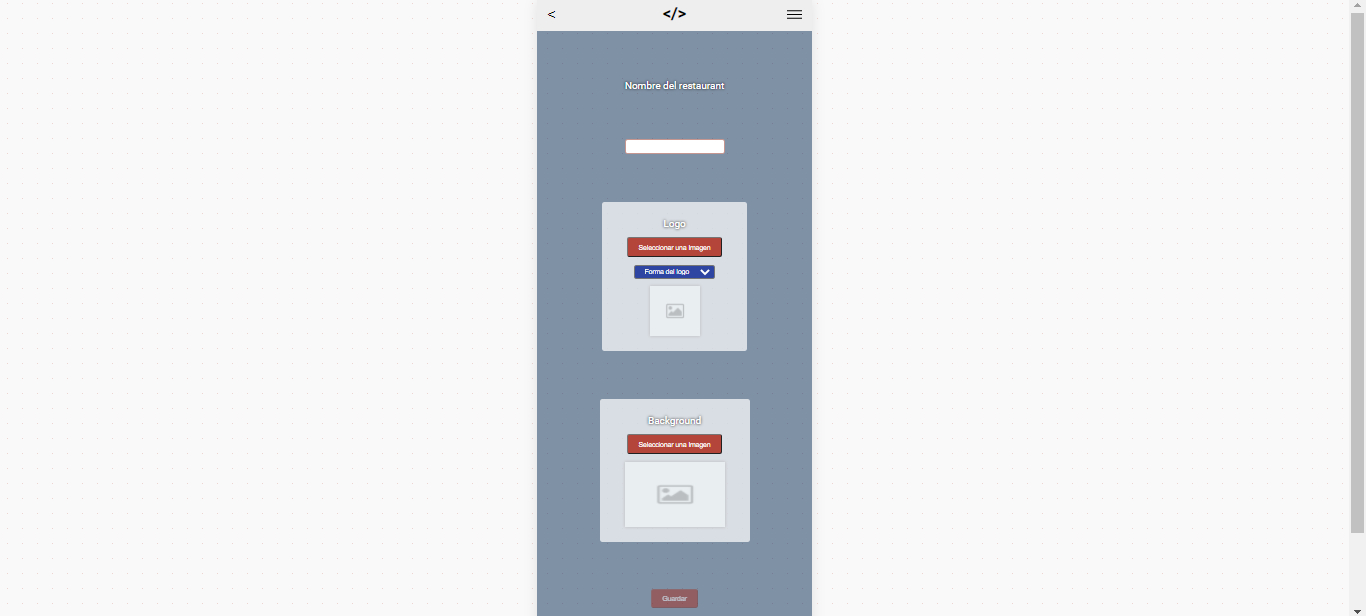 <
</>
Nombre del restaurant
Logo
Seleccionar una imagen
Forma del logo
Background
Seleccionar una imagen
Guardar